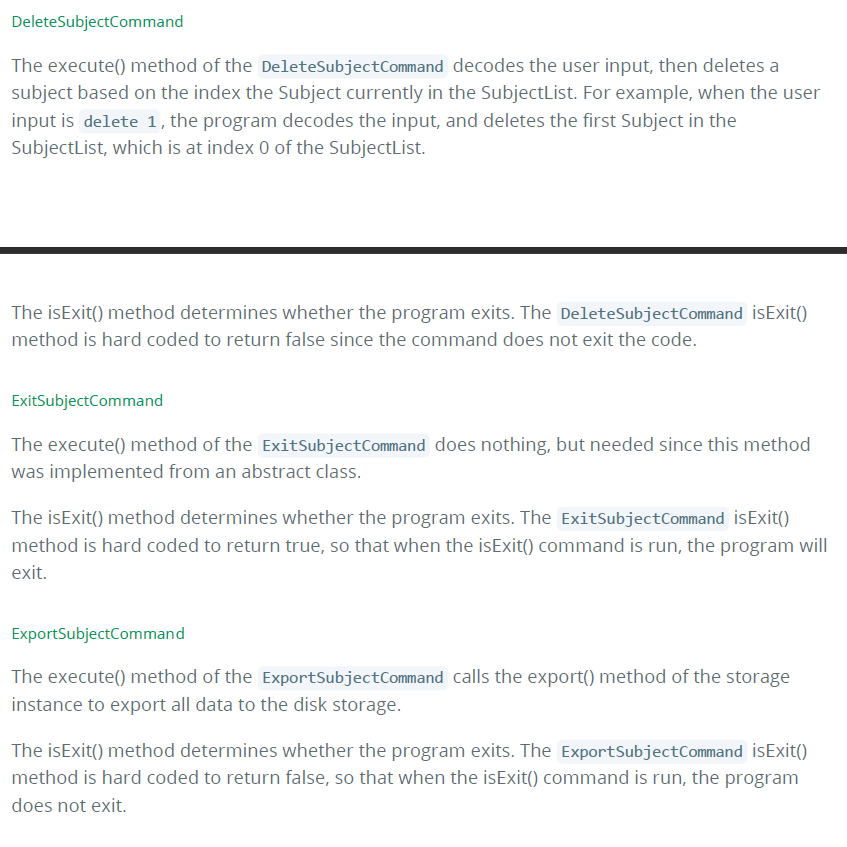 DeleteSubjectCommand
The execute() method of the DeleteSubjectCommand decodes the user input, then deletes a
subject based on the index the Subject currently in the SubjectList. For example, when the user
input is delete 1, the program decodes the input, and deletes the first Subject in the
SubjectList, which is at index 0 of the SubjectList.
The isExit() method determines whether the program exits. The DeleteSubjectCommand isExit()
method is hard coded to return false since the command does not exit the code.
ExitSubjectCommand
The execute() method of the ExitSubjectCommand does nothing, but needed since this method
was implemented from an abstract class.
The isExit() method determines whether the program exits. The ExitSubjectCommand isExit()
method is hard coded to return true, so that when the isExit() command is run, the program will
exit.
ExportSubjectCommand
The execute() method of the ExportSubjectCommand calls the export() method of the storage
instance to export all data to the disk storage.
The isExit() method determines whether the program exits. The ExportSubjectCommand isExit()
method is hard coded to return false, so that when the isExit() command is run, the program
does not exit.